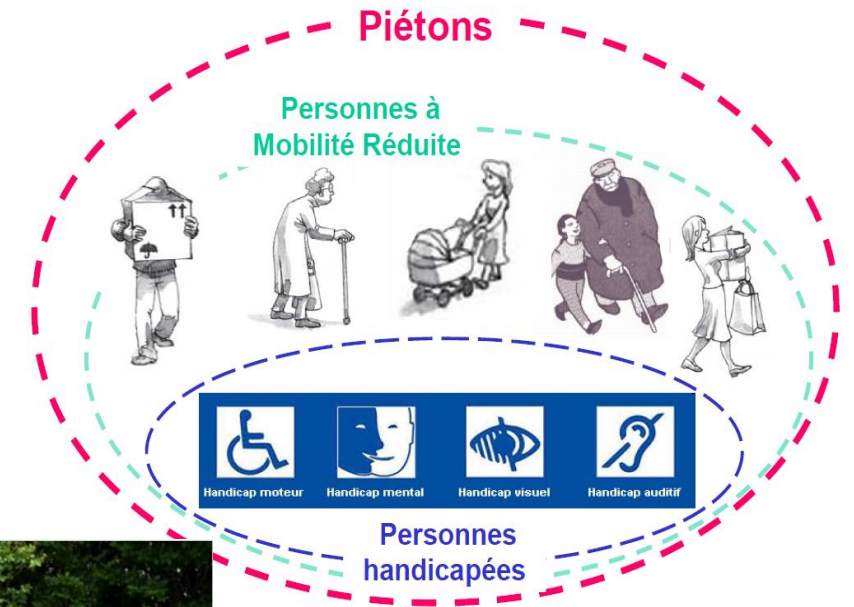 Piétons
Personnes à
Mobilité Réduite
Handicap moteur Handicap mental Handicap visuel Handicap auditif
Personnes
handicapées